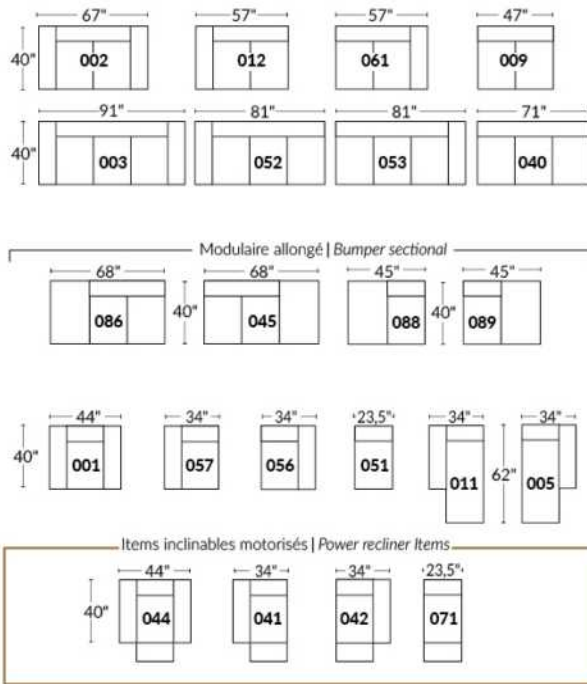 67" 57" 57" 47"
40" 002 012 061 009
91" 81" 81" 71"
40" 003 052 053 040
Modulaire allongé | Bumper sectional
68" 68" 45" 45"
086 40" 045 088 40" 089
44" 34" 34" 23,5" 34" 34"
40" 001 057 056 051 011 62" 005
Items inclinables motorisés | Power recliner Items
44" 34" 34" 23,5"
40" 044 041 042 071